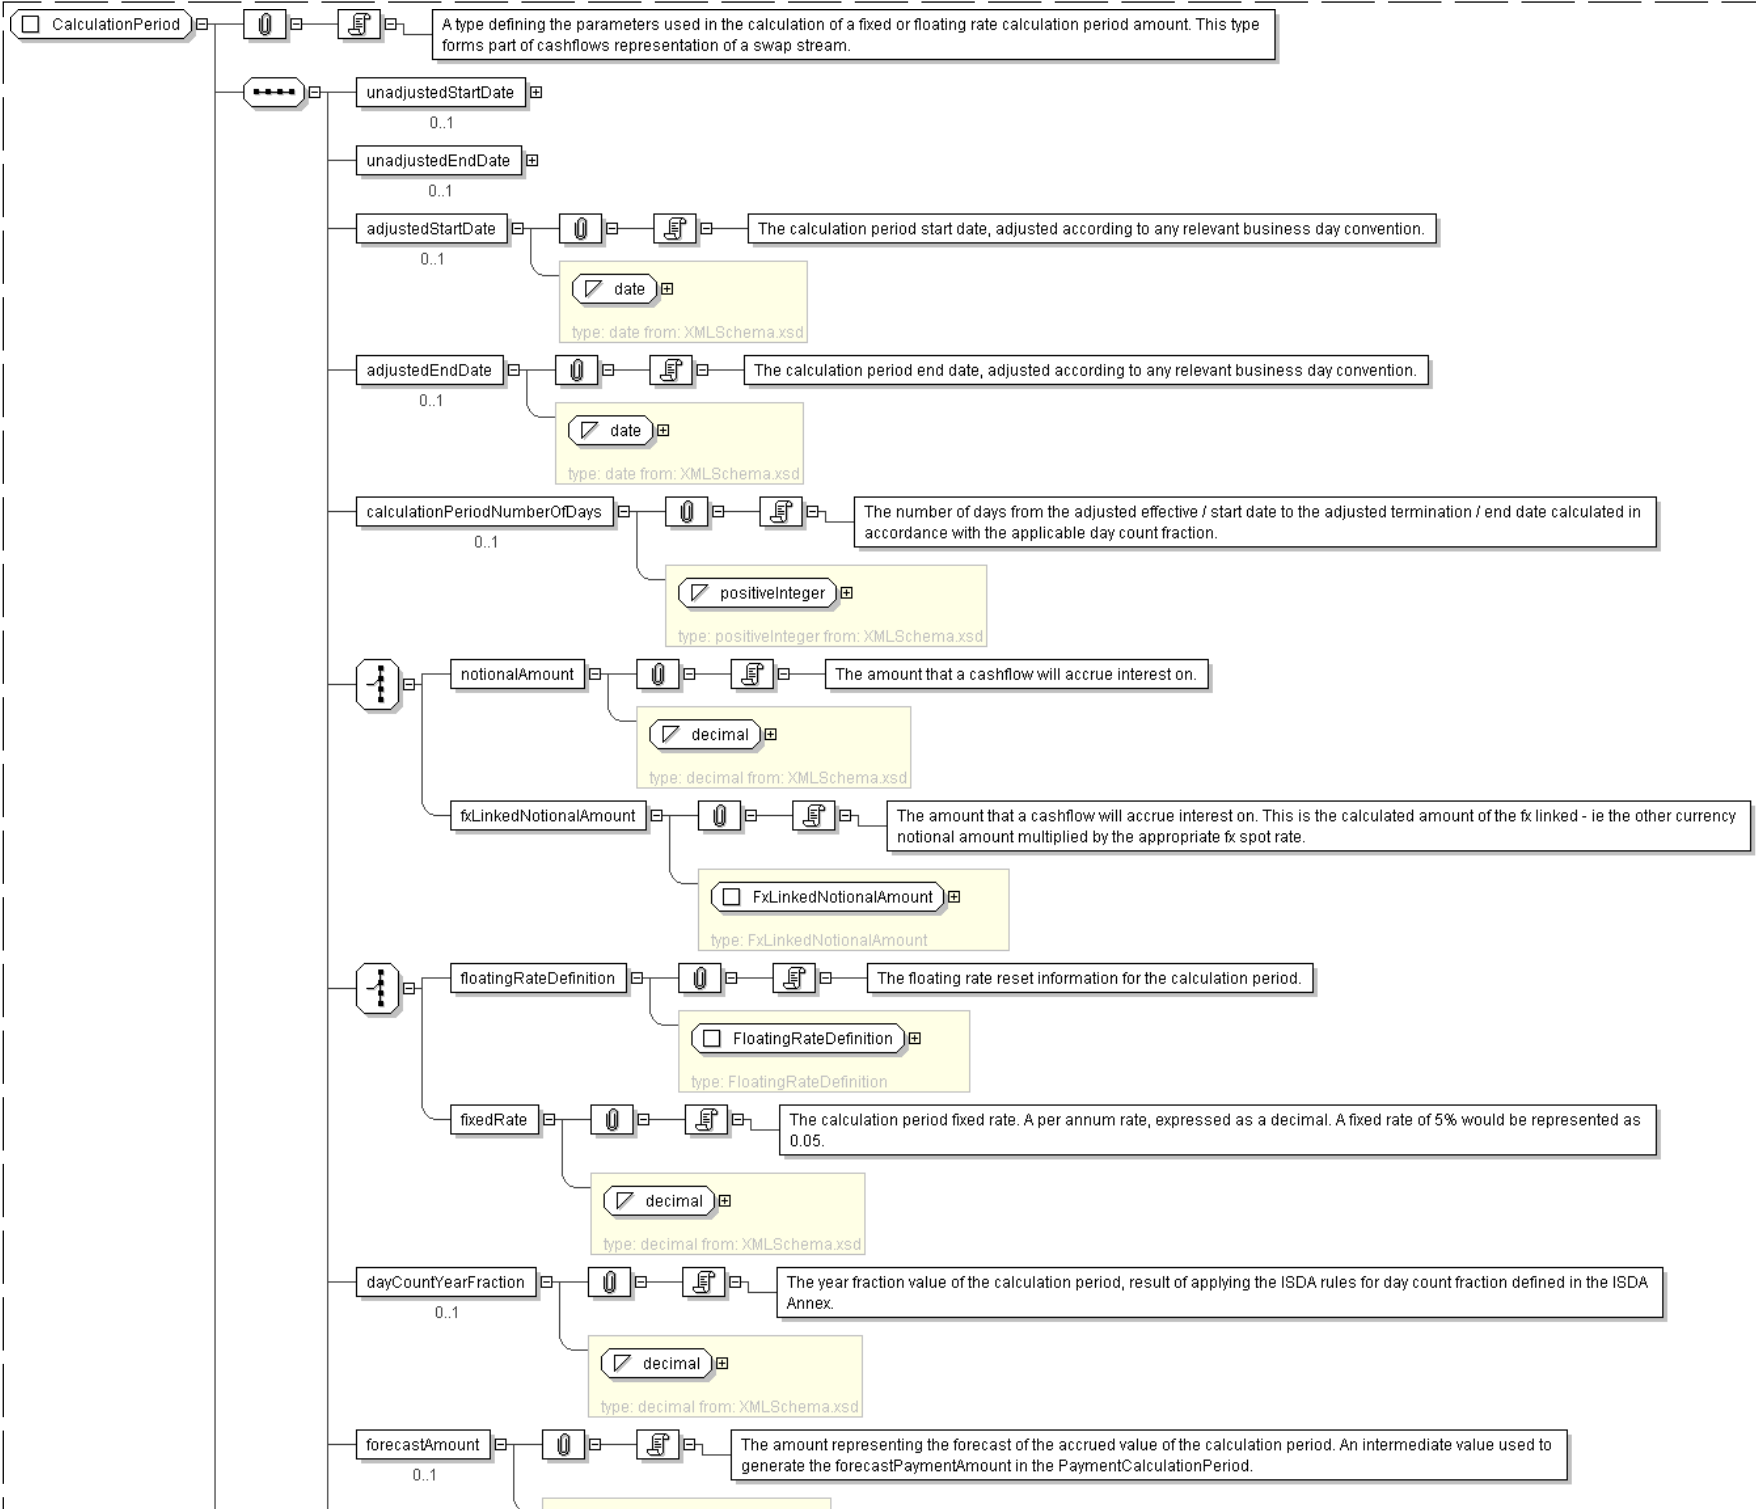 CalculationPeriod
A type defining the parameters used in the calculation of a fixed or floating rate calculation period amount. This type
forms part of cashflows representation of a swap stream.
unadjustedStartDate
0..1
unadjustedEndDate
0..1
adjustedStartDate
The calculation period start date, adjusted according to any relevant business day convention.
0..1
date
type: date from: XMLSchema.xsd
adjustedEndDate
The calculation period end date, adjusted according to any relevant business day convention.
0..1
date
type: date from: XMLSchema.xsd
calculationPeriodNumberOfDays
The number of days from the adjusted effective / start date to the adjusted termination / end date calculated in
accordance with the applicable day count fraction.
0..1
positiveInteger
type: positiveInteger from: XMLSchema.xsd
notionalAmount
The amount that a cashflow will accrue interest on.
decimal
type: decimal from: XMLSchema.xsd
fxLinkedNotionalAmount
The amount that a cashflow will accrue interest on. This is the calculated amount of the fx linked - ie the other currency
notional amount multiplied by the appropriate fx spot rate.
FxLinkedNotionalAmount
type: FxLinkedNotionalAmount
floatingRateDefinition
The floating rate reset information for the calculation period.
FloatingRateDefinition
type: FloatingRateDefinition
fixedRate
The calculation period fixed rate. A per annum rate, expressed as a decimal. A fixed rate of 5% would be represented as
0.05.
decimal
type: decimal from: XMLSchema.xsd
dayCountYearFraction
The year fraction value of the calculation period, result of applying the ISDA rules for day count fraction defined in the ISDA
Annex.
0..1
decimal
type: decimal from: XMLSchema.xsd
forecastAmount
The amount representing the forecast of the accrued value of the calculation period. An intermediate value used to
generate the forecastPaymentAmount in the PaymentCalculationPeriod.
0..1